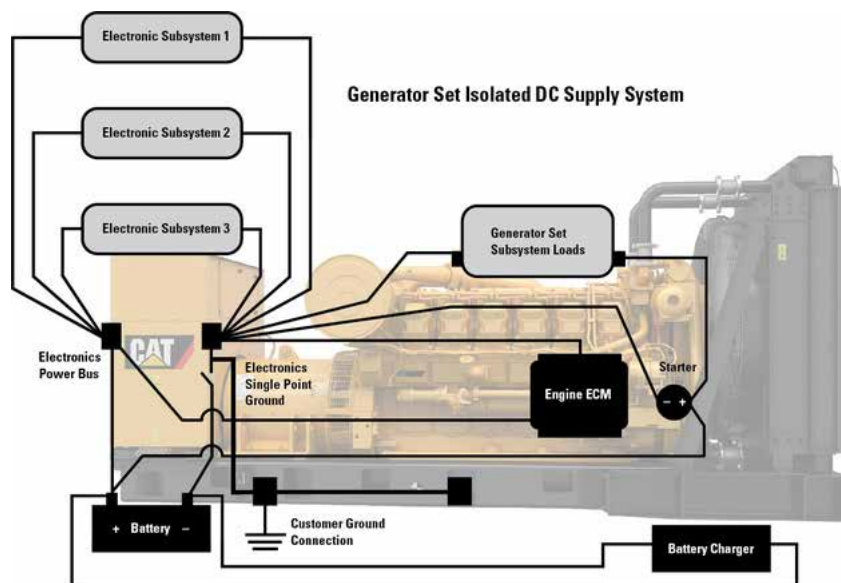 Electronic Subsystem 1
Generator Set Isolated DC Supply System
Electronic Subsystem 2
Electronic Subsystem 3
Generator Set
Subsystem Loads
CAT
Electronics
Power Bus
Electronics
Single Point
Ground
Engine ECM
Starter
– +
+ Battery –
Customer Ground
Connection
Battery Charger